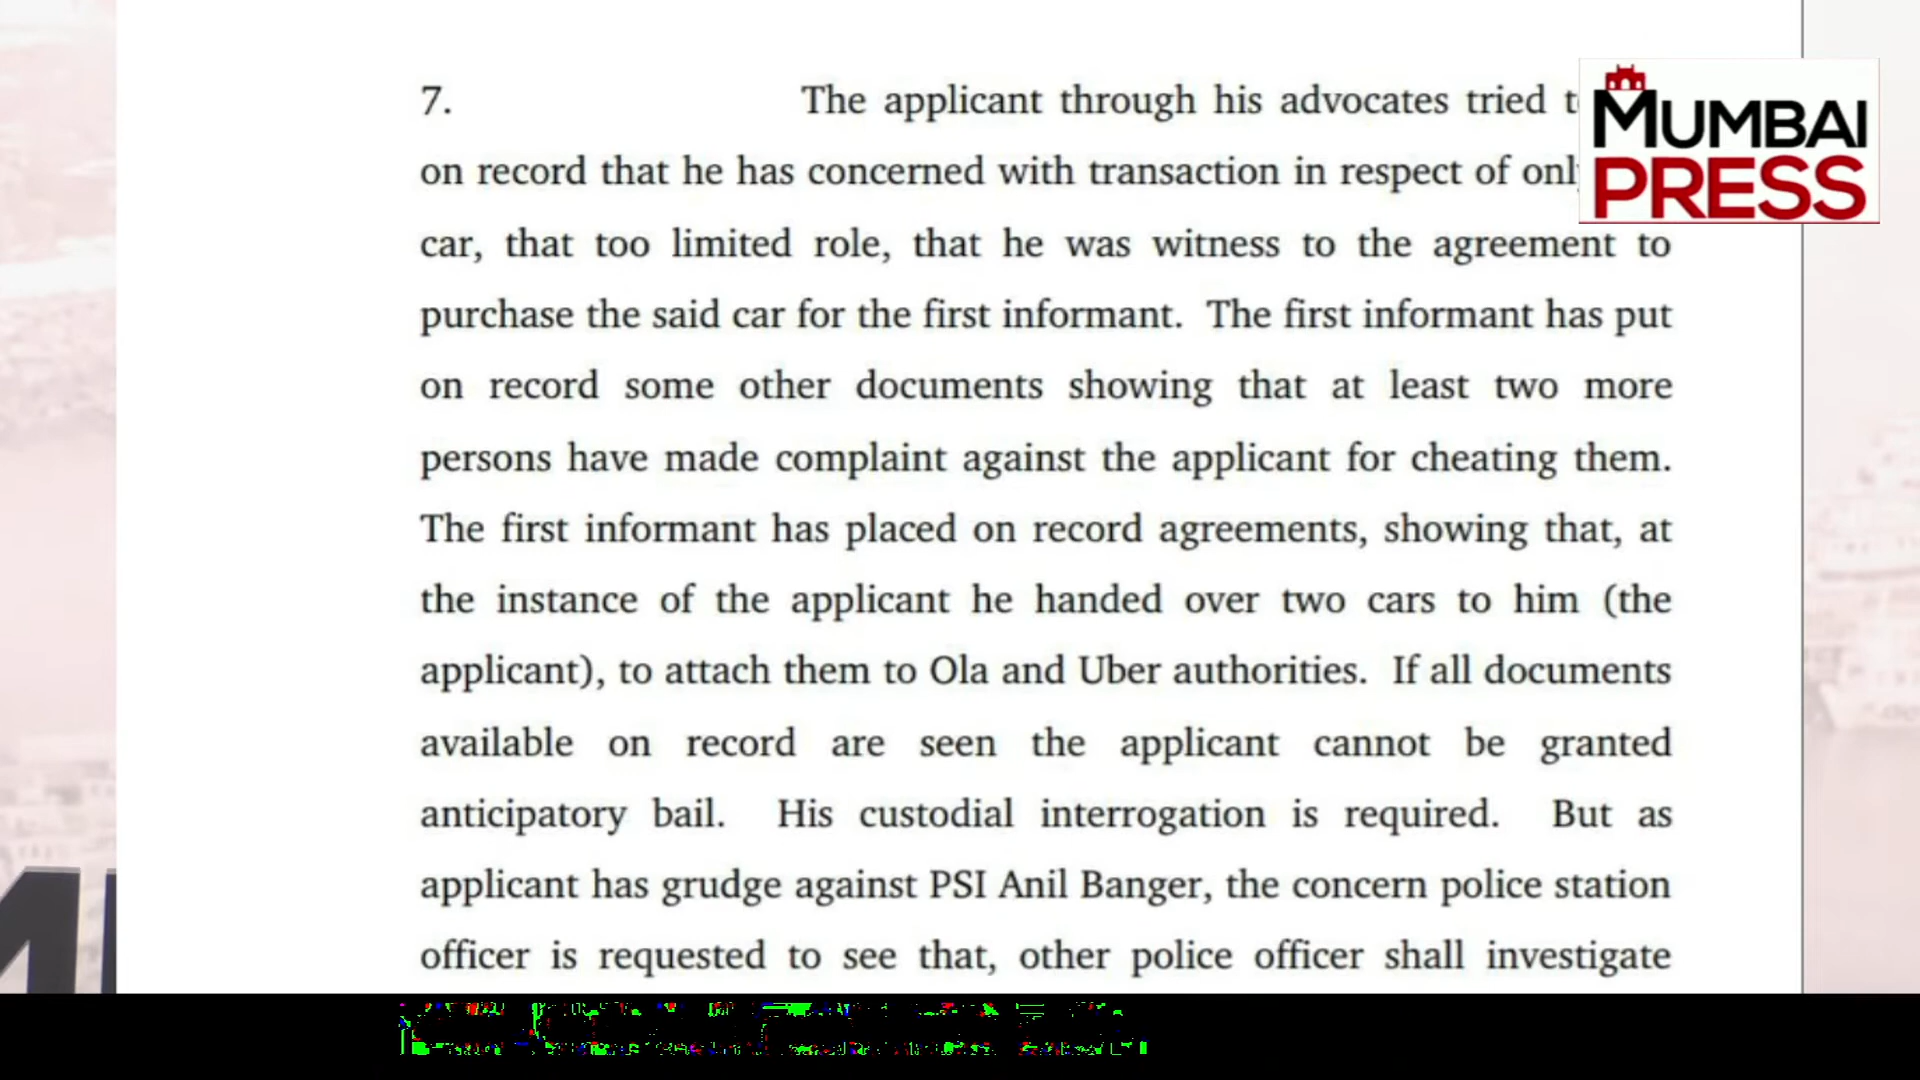 7. The applicant through his advocates tried
on record that he has concerned with transaction in respect of
car, that too limited role, that he was witness to the agreement to
purchase the said car for the first informant. The first informant has put
on record some other documents showing that at least two more
persons have made complaint against the applicant for cheating them.
The first informant has placed on record agreements, showing that, at
the instance of the applicant he handed over two cars to him (the
applicant), to attach them to Ola and Uber authorities. If all documents
available on record are seen the applicant cannot be granted
anticipatory bail. His custodial interrogation is required. But as
applicant has grudge against PSI Anil Banger, the concern police station
officer is requested to see that, other police officer shall investigate
MUMBAI
PRESS